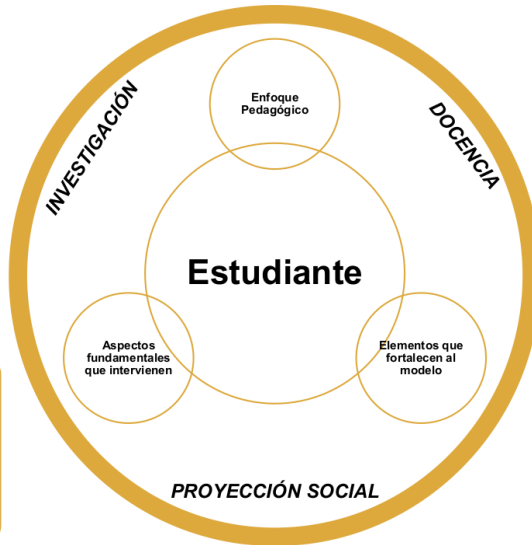 Enfoque
Pedagógico
INVESTIGACIÓN
DOCENCIA
Estudiante
Aspectos
fundamentales
que intervienen
Elementos que
fortalecen al
modelo
PROYECCIÓN SOCIAL